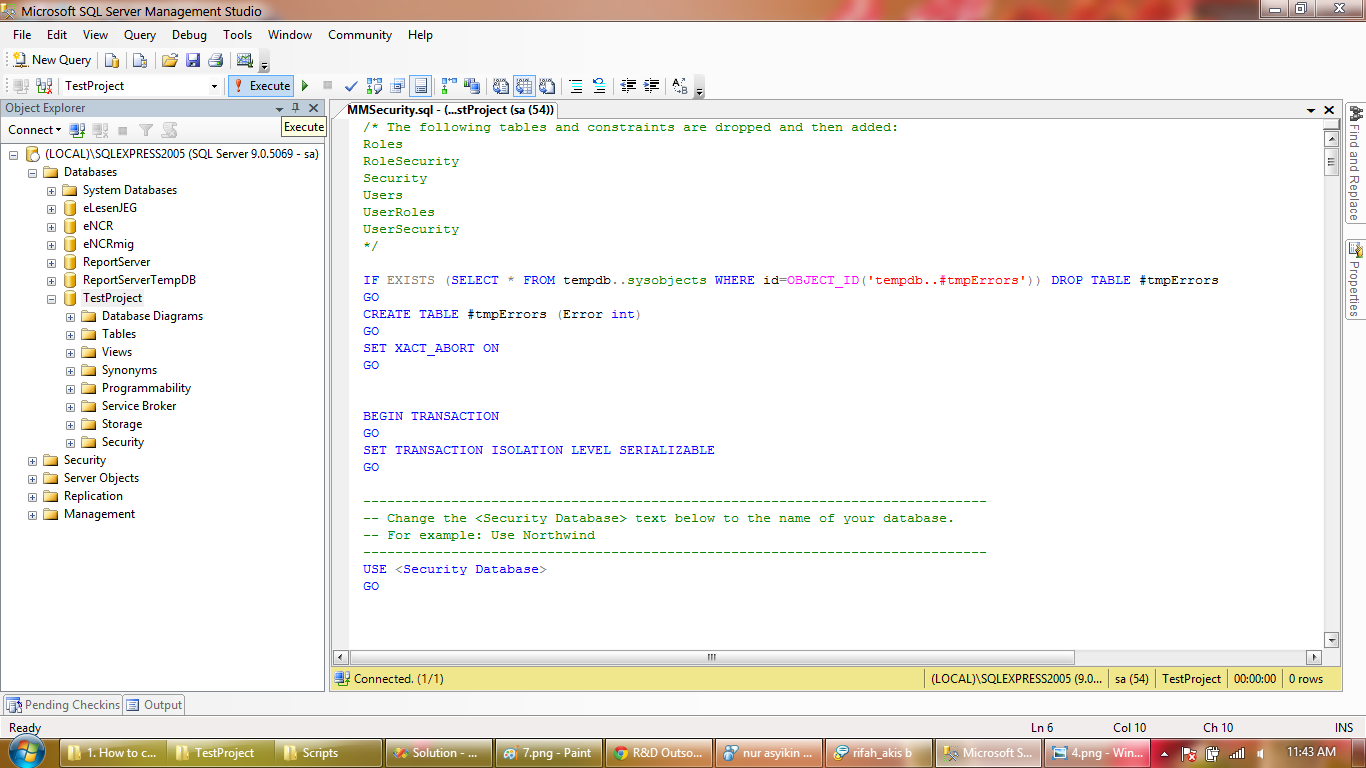 Microsoft SQL Server Management Studio
File Edit View Query Debug Tools Window Community Help
New Query
TestProject Execute
Object Explorer
Connect
Execute
(LOCAL)\SQLEXPRESS2005 (SQL Server 9.0.5069 - sa)
Databases
System Databases
eLesenJEG
eNCR
eNCRmig
ReportServer
ReportServerTempDB
TestProject
Database Diagrams
Tables
Views
Synonyms
Programmability
Service Broker
Storage
Security
Security
Server Objects
Replication
Management
MMSecurity.sql - (...stProject (sa (54))
/* The following tables and constraints are dropped and then added:
Roles
RoleSecurity
Security
Users
UserRoles
UserSecurity
*/
IF EXISTS (SELECT * FROM tempdb..sysobjects WHERE id=OBJECT_ID('tempdb..#tmpErrors')) DROP TABLE #tmpErrors
GO
CREATE TABLE #tmpErrors (Error int)
GO
SET XACT_ABORT ON
GO
BEGIN TRANSACTION
GO
SET TRANSACTION ISOLATION LEVEL SERIALIZABLE
GO
------------------------------------------------------------------------------
-- Change the <Security Database> text below to the name of your database.
-- For example: Use Northwind
------------------------------------------------------------------------------
USE <Security Database>
GO
Find and Replace
Properties
Connected. (1/1) (LOCAL)\SQLEXPRESS2005 (9.0... sa (54) TestProject 00:00:00 0 rows
Pending Checkins Output
Ready Ln 6 Col 10 Ch 10 INS
1. How to c... TestProject Scripts Solution - ... 7.png - Paint R&D Outso... nur asyikin ... rifah_akis b Microsoft S... 4.png - Win... 11:43 AM